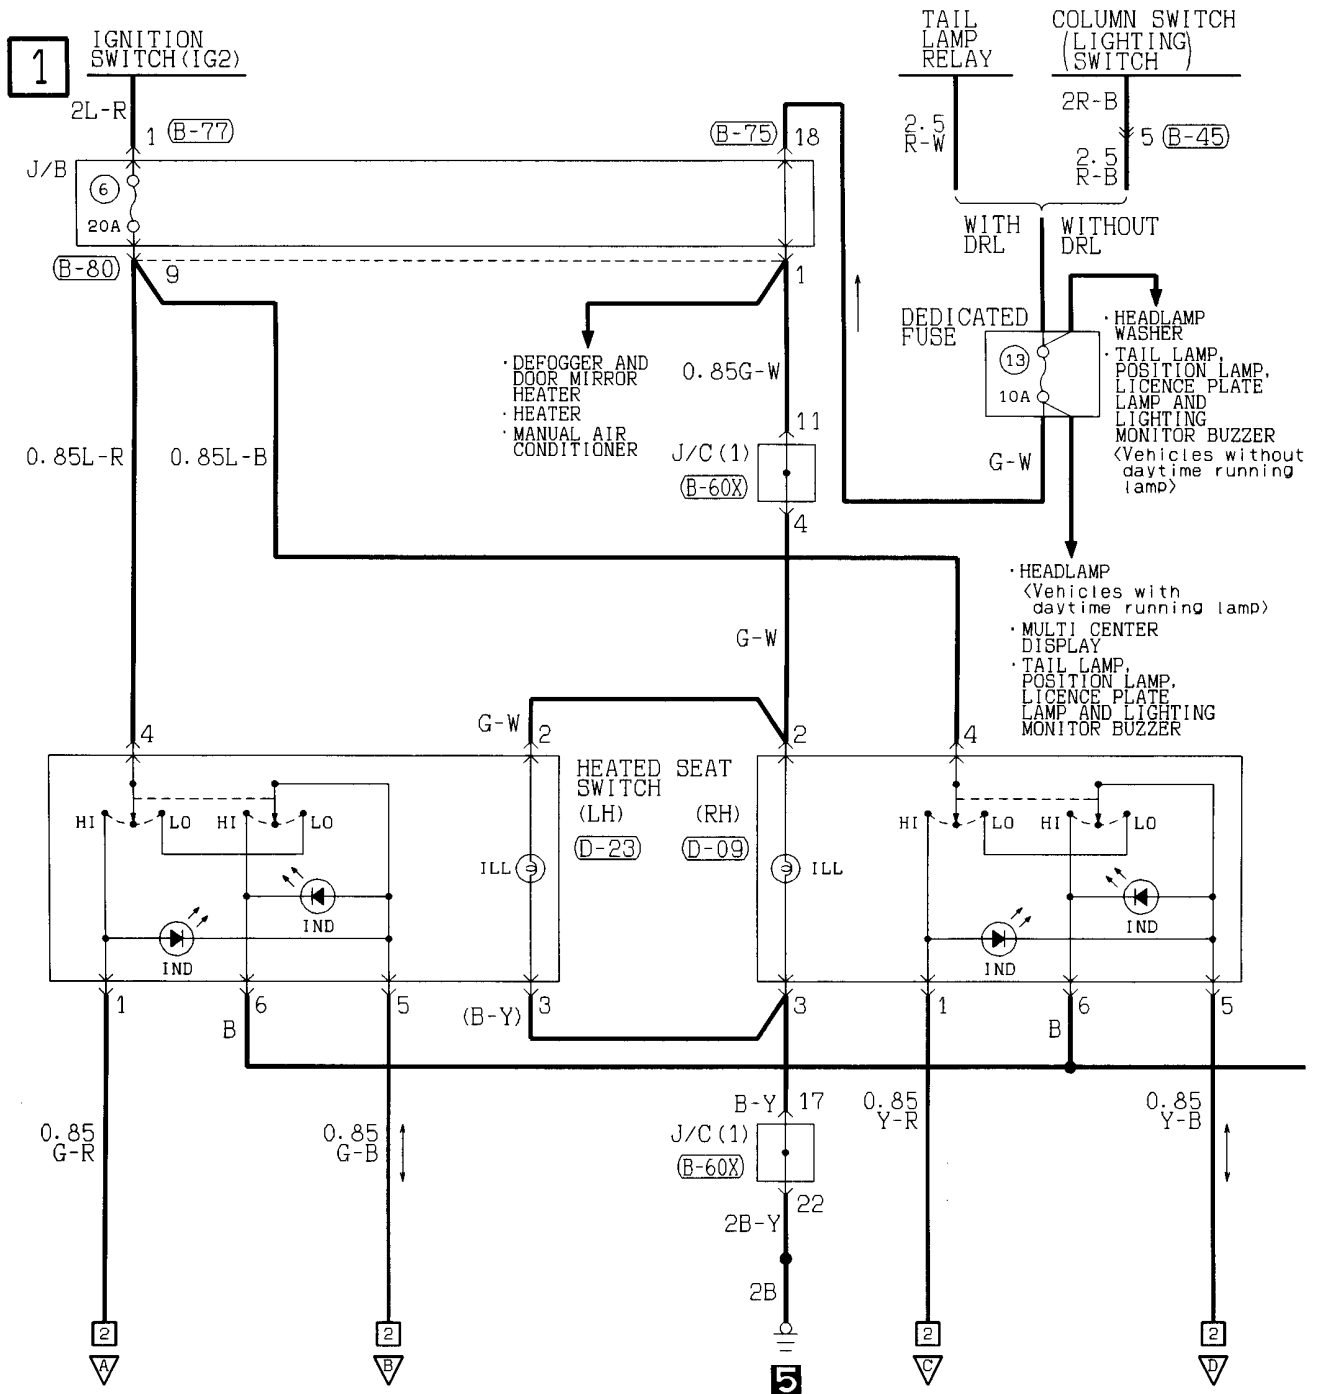 1
IGNITION
SWITCH(IG2)
TAIL
LAMP
RELAY
COLUMN SWITCH
(LIGHTING
SWITCH)
2L-R
1 B-77
B-75 18
2.5
R-W
2R-B
5 B-45
2.5
R-B
J/B
6
20A
WITH
DRL
WITHOUT
DRL
B-80 9
1
DEDICATED
FUSE
13
10A
· HEADLAMP
WASHER
· TAIL LAMP,
POSITION LAMP,
LICENCE PLATE
LAMP AND
LIGHTING
MONITOR BUZZER
<Vehicles without
daytime running
lamp>
· DEFOGGER AND
DOOR MIRROR
HEATER
· HEATER
· MANUAL AIR
CONDITIONER
0.85G-W
11
J/C(1)
B-60X
4
G-W
0.85L-R
0.85L-B
· HEADLAMP
<Vehicles with
daytime running lamp>
· MULTI CENTER
DISPLAY
· TAIL LAMP,
POSITION LAMP,
LICENCE PLATE
LAMP AND LIGHTING
MONITOR BUZZER
G-W
G-W
4
2
2
4
HEATED SEAT
SWITCH
(LH)
(RH)
D-23
D-09
HI LO HI LO
HI LO HI LO
ILL
ILL
IND
IND
IND
IND
1
6
5
3
3
1
6
5
B
(B-Y)
B
B-Y 17
J/C(1)
B-60X
22
0.85
G-R
0.85
G-B
0.85
Y-R
0.85
Y-B
2B-Y
2B
2
2
2
2
A
B
C
D
5